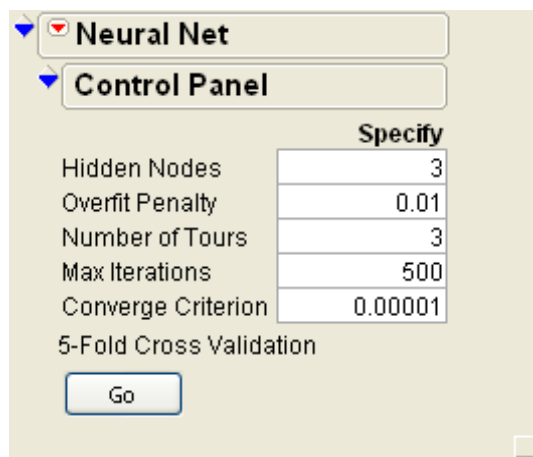 Neural Net
Control Panel
Specify
Hidden Nodes 3
Overfit Penalty 0.01
Number of Tours 3
Max Iterations 500
Converge Criterion 0.00001
5-Fold Cross Validation
Go